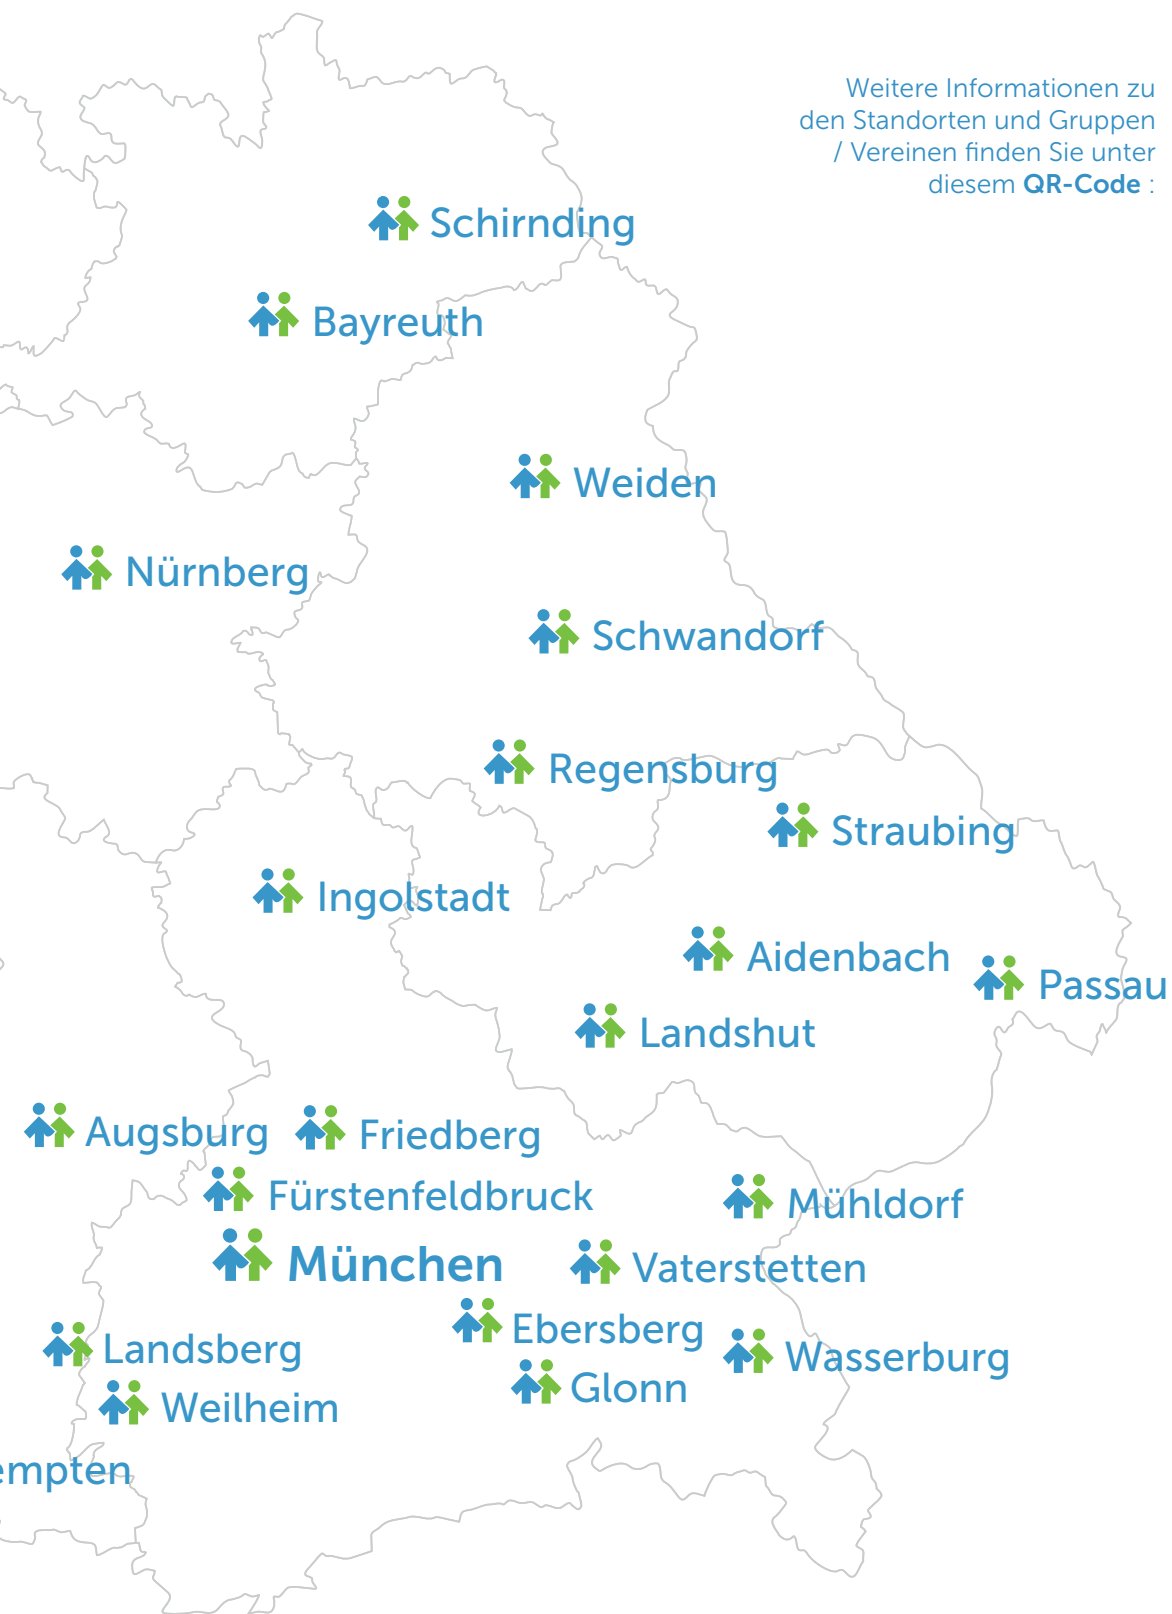 Weitere Informationen zu
den Standorten und Gruppen
/ Vereinen finden Sie unter
diesem QR-Code :
Schirnding
Bayreuth
Weiden
Nürnberg
Schwandorf
Regensburg
Straubing
Ingolstadt
Aidenbach
Passau
Landshut
Augsburg
Friedberg
Fürstenfeldbruck
Mühldorf
München
Vaterstetten
Ebersberg
Landsberg
Wasserburg
Glonn
Weilheim
empten